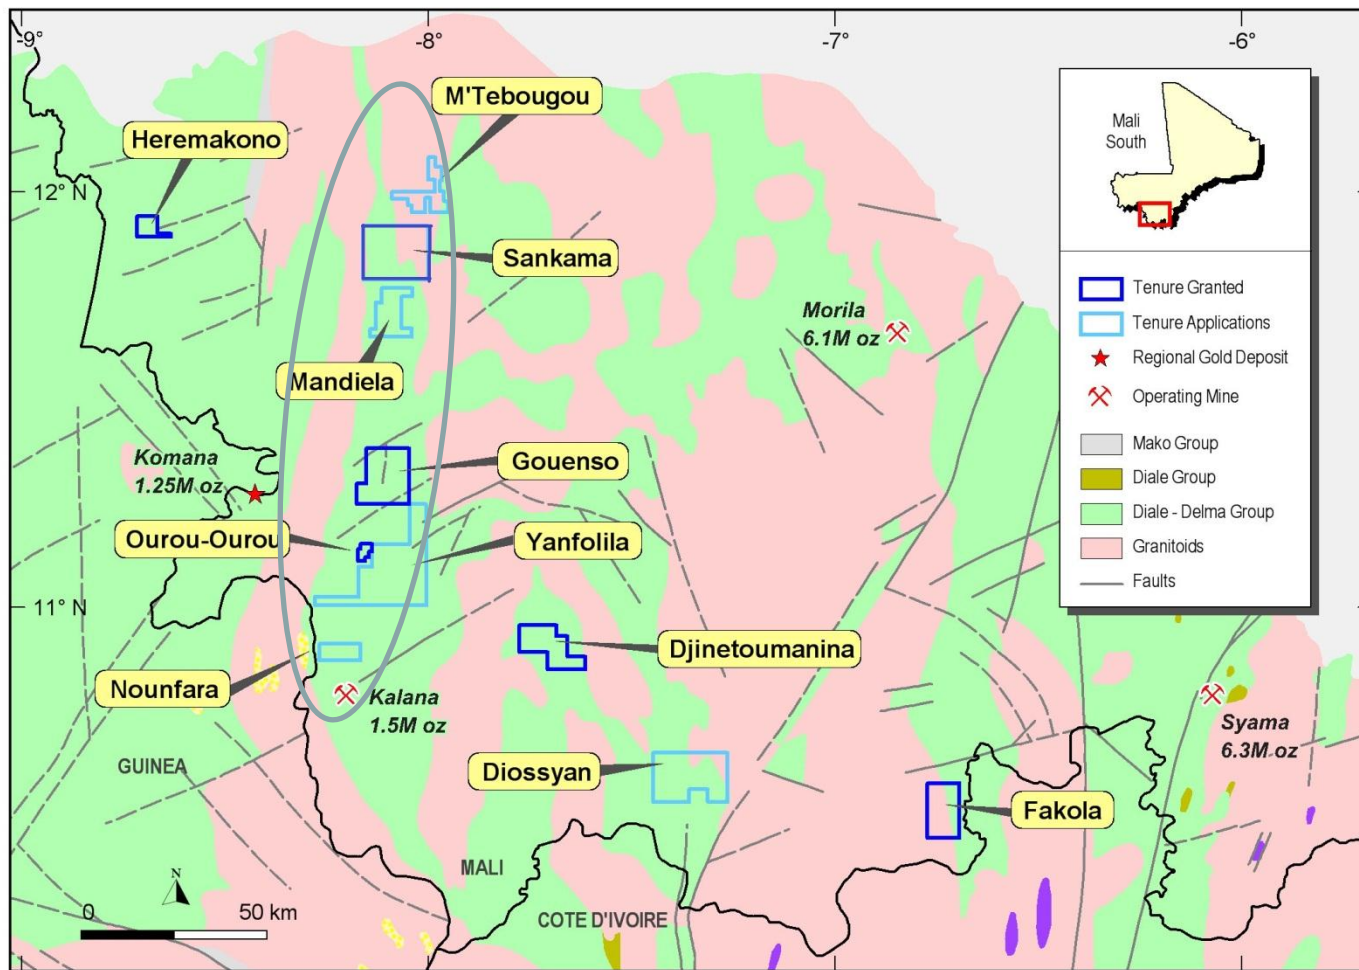 -9°
-8°
-7°
-6°
M'Tebougou
Heremakono
12° N
Sankama
Morila
6.1M oz
Mandiela
Komana
1.25M oz
Gouenso
Ourou-Ourou
Yanfolila
11° N
Djinetoumanina
Nounfara
Kalana
1.5M oz
Syama
6.3M oz
GUINEA
Diossyan
Fakola
MALI
COTE D'IVOIRE
N
0
50 km
Mali
South
Tenure Granted
Tenure Applications
Regional Gold Deposit
Operating Mine
Mako Group
Diale Group
Diale - Delma Group
Granitoids
Faults